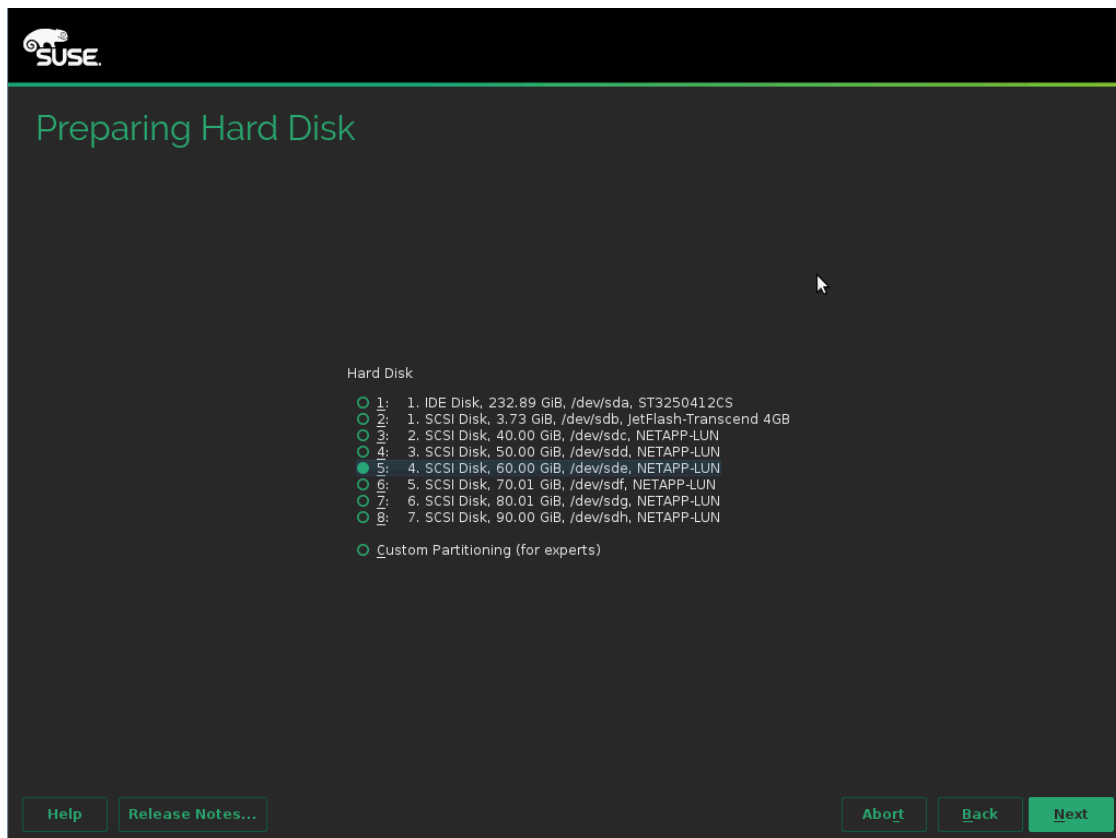 SUSE.
Preparing Hard Disk
Hard Disk
1: 1. IDE Disk, 232.89 GiB, /dev/sda, ST3250412CS
2: 1. SCSI Disk, 3.73 GiB, /dev/sdb, JetFlash-Transcend 4GB
3: 2. SCSI Disk, 40.00 GiB, /dev/sdc, NETAPP-LUN
4: 3. SCSI Disk, 50.00 GiB, /dev/sdd, NETAPP-LUN
5: 4. SCSI Disk, 60.00 GiB, /dev/sde, NETAPP-LUN
6: 5. SCSI Disk, 70.01 GiB, /dev/sdf, NETAPP-LUN
7: 6. SCSI Disk, 80.01 GiB, /dev/sdg, NETAPP-LUN
8: 7. SCSI Disk, 90.00 GiB, /dev/sdh, NETAPP-LUN
Custom Partitioning (for experts)
Help Release Notes... Abort Back Next